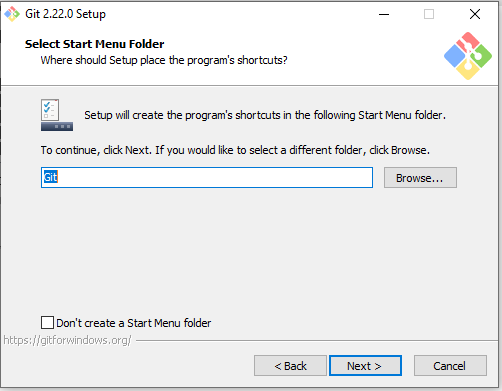 Git 2.22.0 Setup
Select Start Menu Folder
Where should Setup place the program's shortcuts?
Setup will create the program's shortcuts in the following Start Menu folder.
To continue, click Next. If you would like to select a different folder, click Browse.
Git
Browse...
Don't create a Start Menu folder
https://gitforwindows.org/
< Back
Next >
Cancel